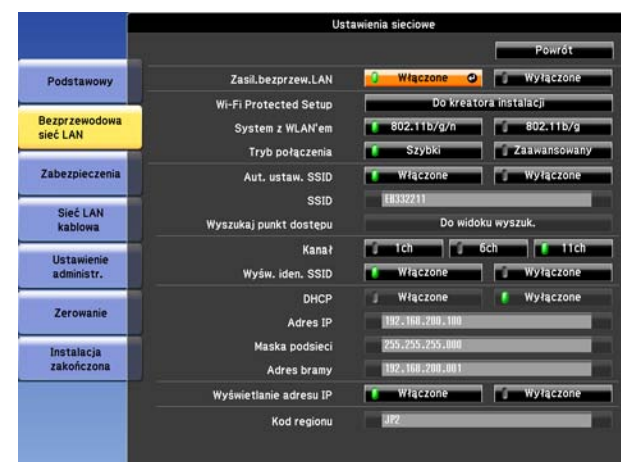 Ustawienia sieciowe
Powrót
Podstawowy
Bezprzewodowa
sieć LAN
Zabezpieczenia
Sieć LAN
kablowa
Ustawienie
administr.
Zerowanie
Instalacja
zakończona
Zasil.bezprzew.LAN Włączone Wyłączone
Wi-Fi Protected Setup Do kreatora instalacji
System z WLAN'em 802.11b/g/n 802.11b/g
Tryb połączenia Szybki Zaawansowany
Aut. ustaw. SSID Włączone Wyłączone
SSID EB332211
Wyszukaj punkt dostępu Do widoku wyszuk.
Kanał 1ch 6ch 11ch
Wyśw. iden. SSID Włączone Wyłączone
DHCP Włączone Wyłączone
Adres IP 192.168.200.100
Maska podsieci 255.255.255.000
Adres bramy 192.168.200.001
Wyświetlanie adresu IP Włączone Wyłączone
Kod regionu JP2